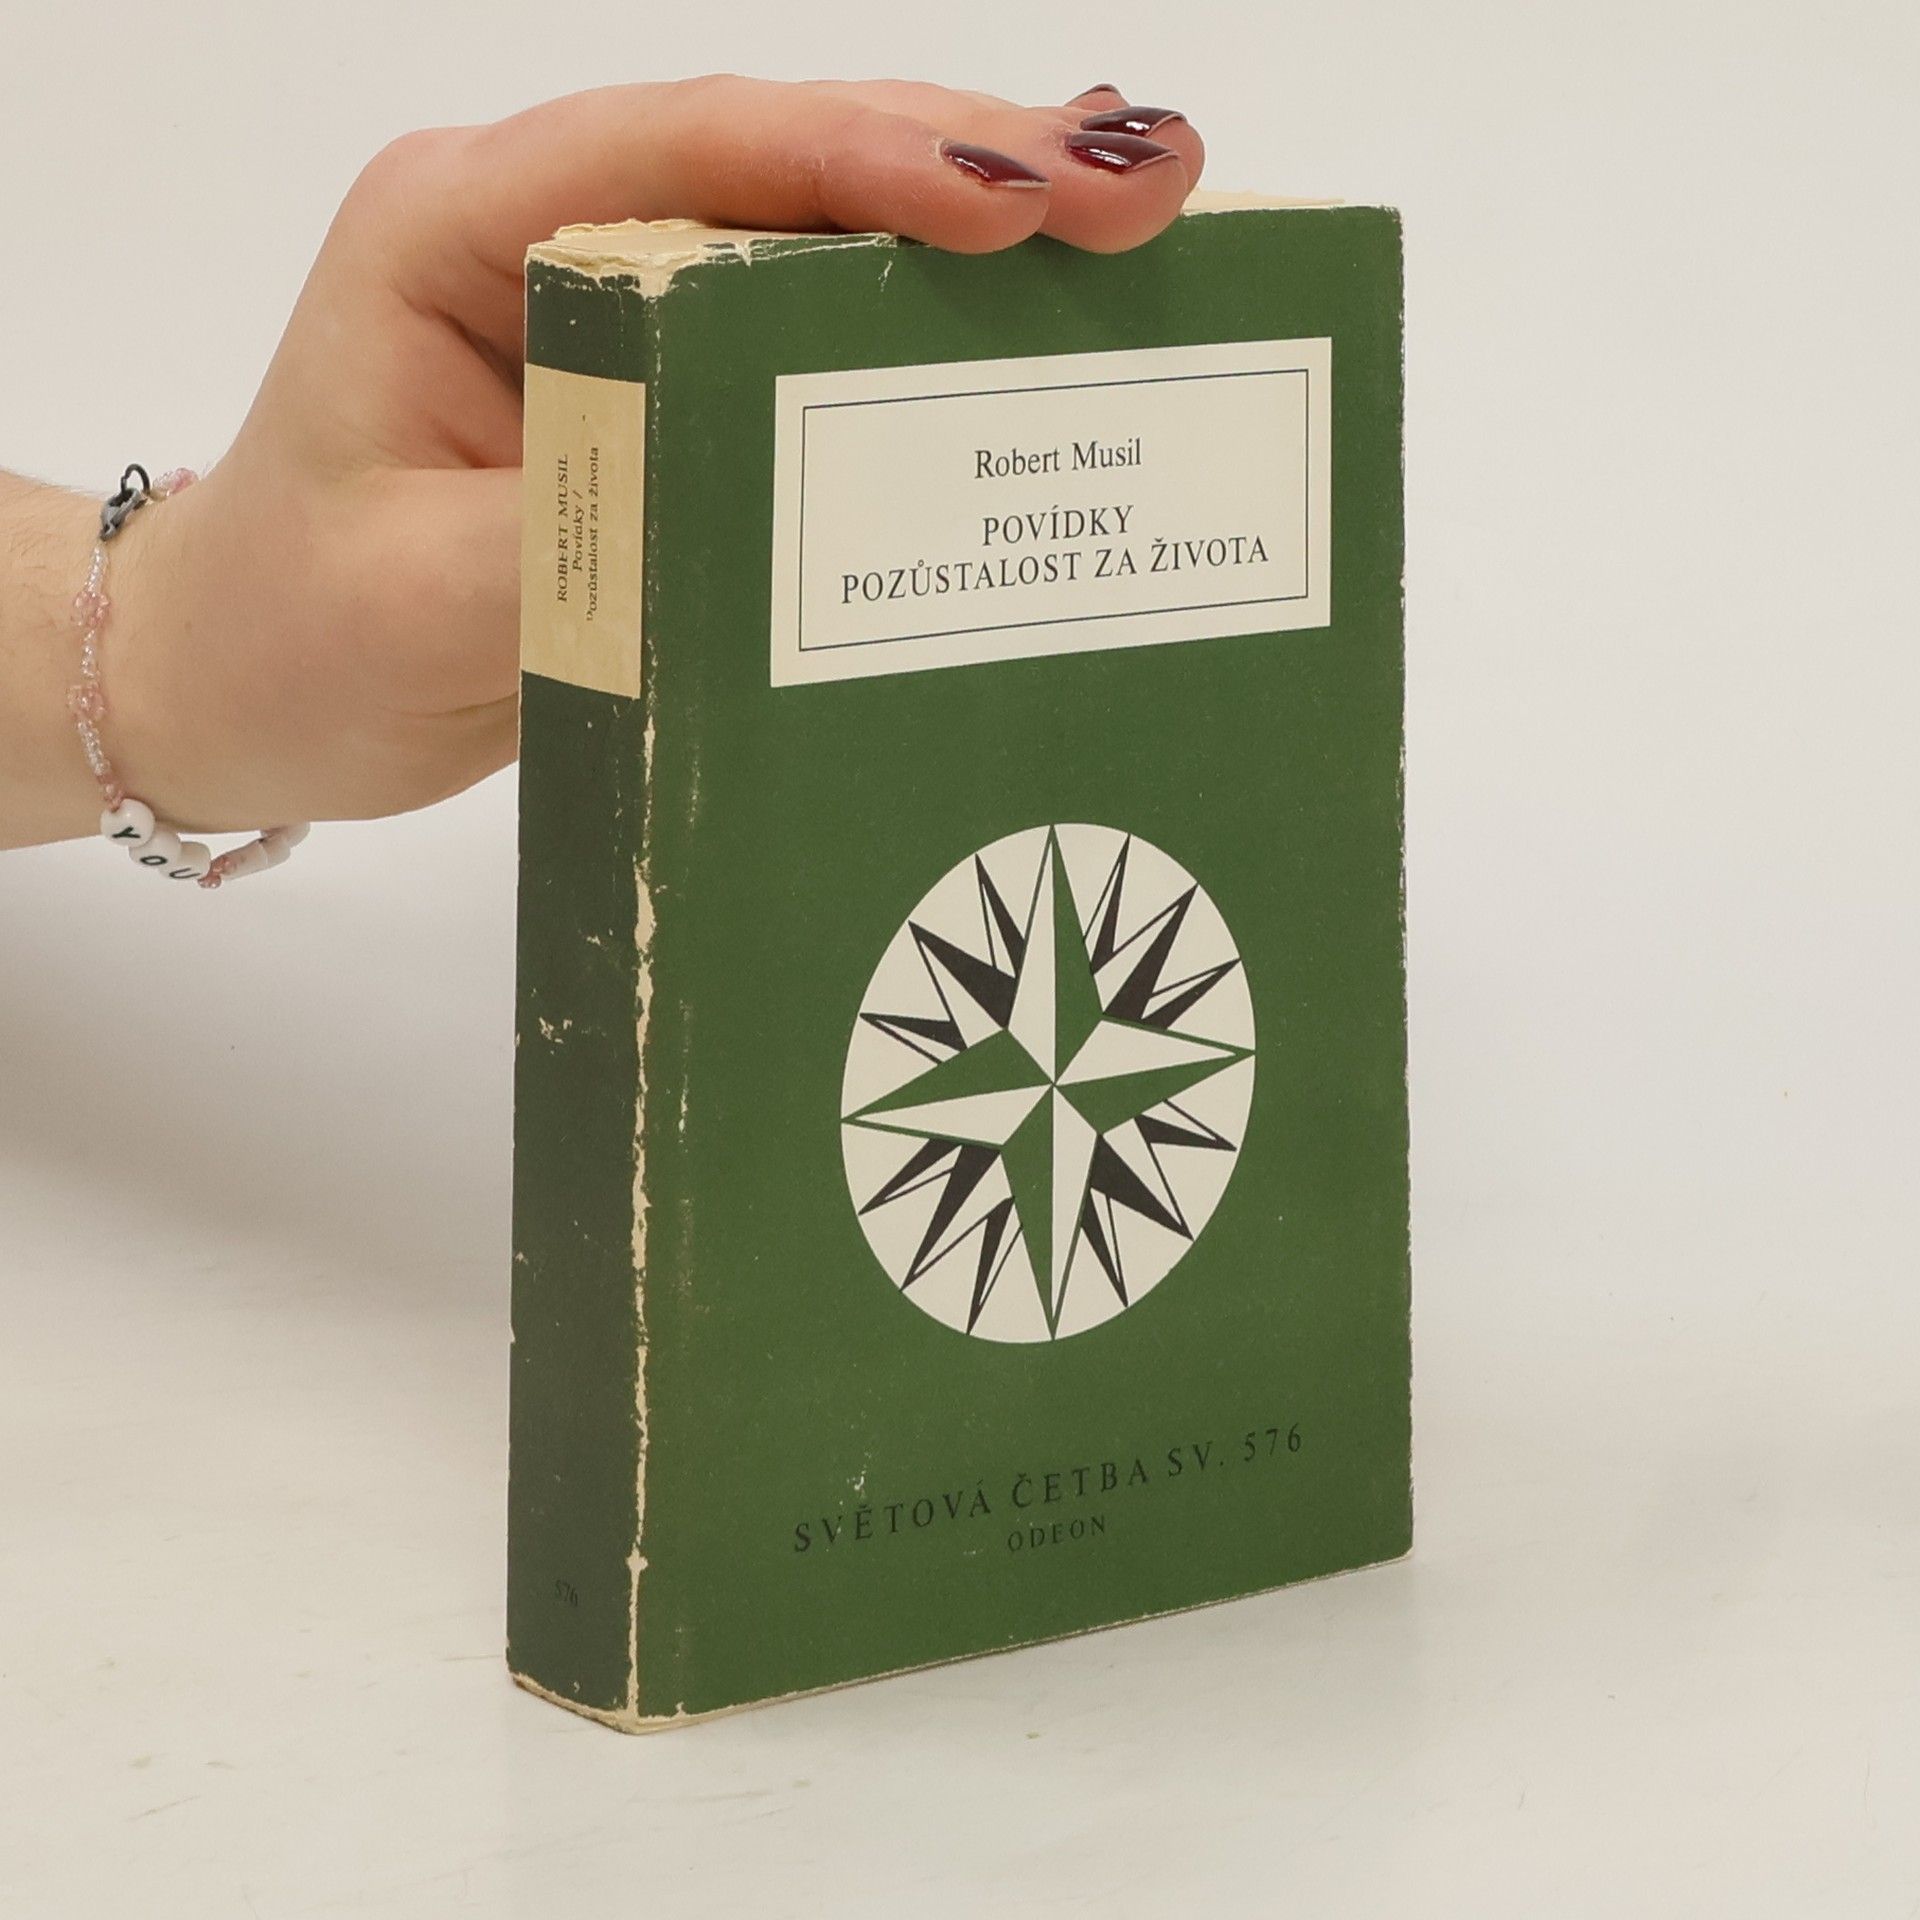 ROBERT MUSIL
Povídky /
Pozůstalost za života
576
Robert Musil
POVÍDKY
POZŮSTALOST ZA ŽIVOTA
SVĚTOVÁ ČETBA SV. 576
ODEON
YOU